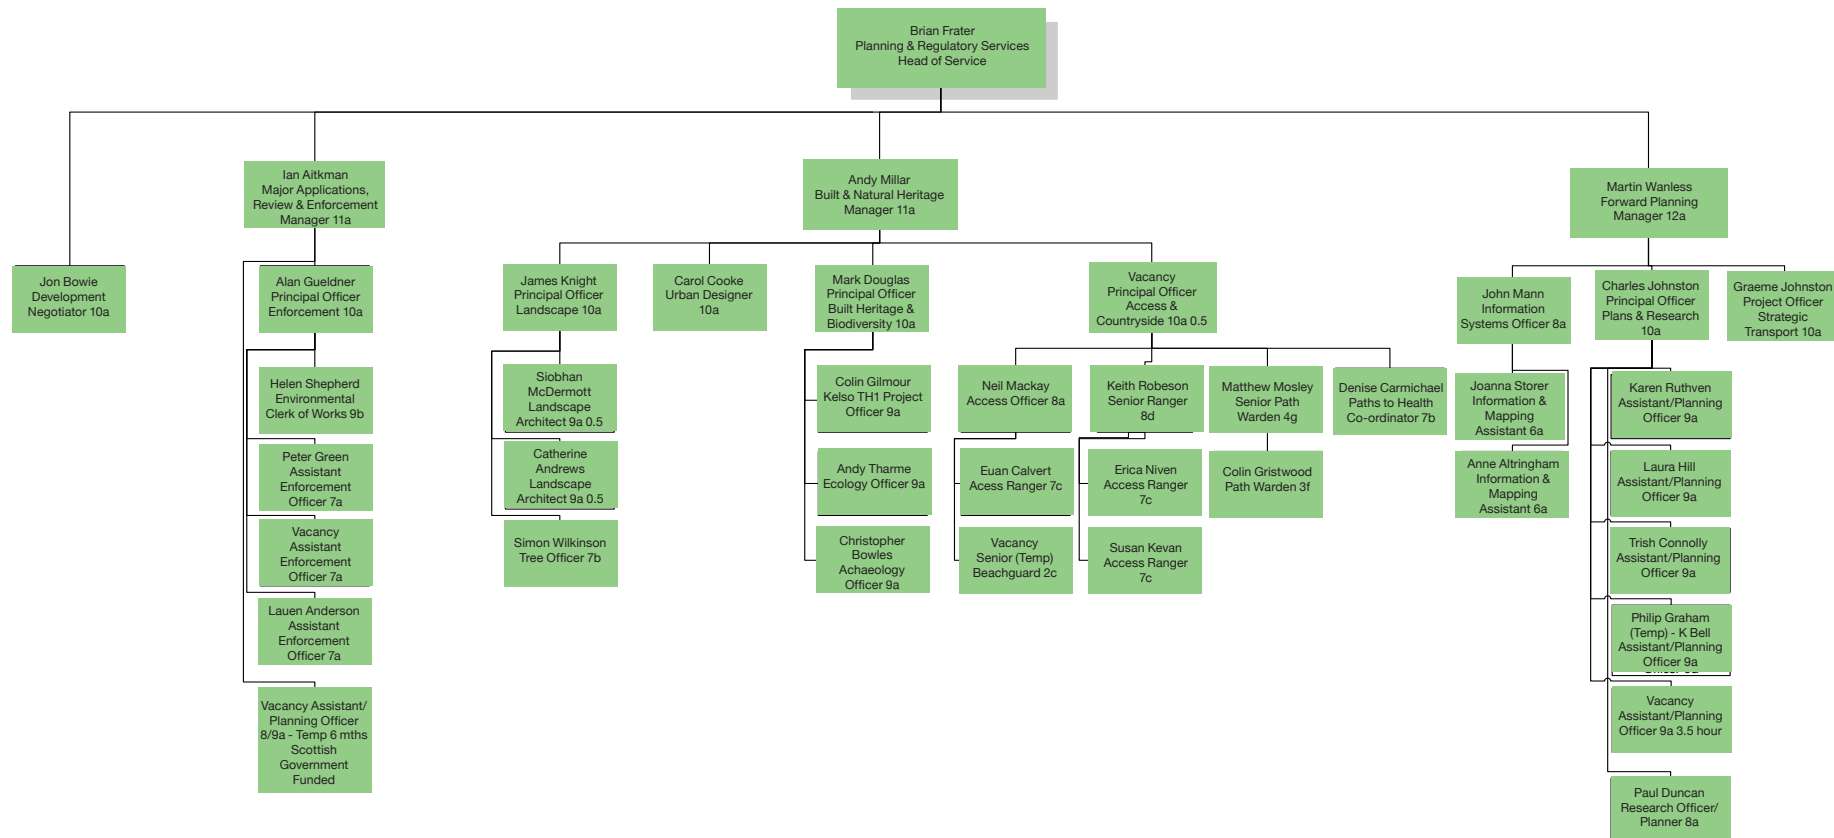 Brian Frater
Planning & Regulatory Services
Head of Service
Ian Aitkman
Major Applications,
Review & Enforcement
Manager 11a
Andy Millar
Built & Natural Heritage
Manager 11a
Martin Wanless
Forward Planning
Manager 12a
Jon Bowie
Development
Negotiator 10a
Alan Gueldner
Principal Officer
Enforcement 10a
James Knight
Principal Officer
Landscape 10a
Carol Cooke
Urban Designer
10a
Mark Douglas
Principal Officer
Built Heritage &
Biodiversity 10a
Vacancy
Principal Officer
Access &
Countryside 10a 0.5
John Mann
Information
Systems Officer 8a
Charles Johnston
Principal Officer
Plans & Research
10a
Graeme Johnston
Project Officer
Strategic
Transport 10a
Helen Shepherd
Environmental
Clerk of Works 9b
Peter Green
Assistant
Enforcement
Officer 7a
Vacancy
Assistant
Enforcement
Officer 7a
Lauen Anderson
Assistant
Enforcement
Officer 7a
Vacancy Assistant/
Planning Officer
8/9a - Temp 6 mths
Scottish
Government
Funded
Siobhan
McDermott
Landscape
Architect 9a 0.5
Catherine
Andrews
Landscape
Architect 9a 0.5
Simon Wilkinson
Tree Officer 7b
Colin Gilmour
Kelso TH1 Project
Officer 9a
Andy Tharme
Ecology Officer 9a
Christopher
Bowles
Achaeology
Officer 9a
Neil Mackay
Access Officer 8a
Euan Calvert
Acess Ranger 7c
Vacancy
Senior (Temp)
Beachguard 2c
Keith Robeson
Senior Ranger
8d
Erica Niven
Access Ranger
7c
Susan Kevan
Access Ranger
7c
Matthew Mosley
Senior Path
Warden 4g
Colin Gristwood
Path Warden 3f
Denise Carmichael
Paths to Health
Co-ordinator 7b
Joanna Storer
Information &
Mapping
Assistant 6a
Anne Altringham
Information &
Mapping
Assistant 6a
Karen Ruthven
Assistant/Planning
Officer 9a
Laura Hill
Assistant/Planning
Officer 9a
Trish Connolly
Assistant/Planning
Officer 9a
Philip Graham
(Temp) - K Bell
Assistant/Planning
Officer 9a
Vacancy
Assistant/Planning
Officer 9a 3.5 hour
Paul Duncan
Research Officer/
Planner 8a